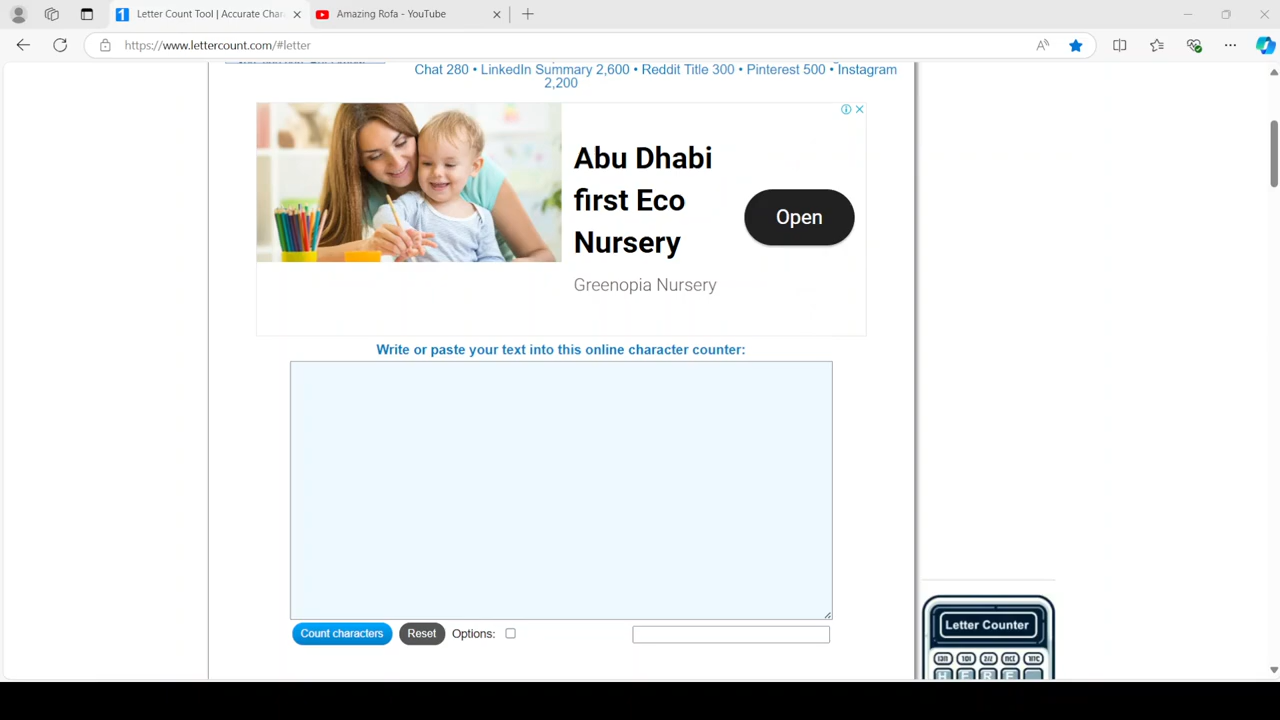 Letter Count Tool | Accurate Char
Amazing Rofa - YouTube
https://www.lettercount.com/#letter
Chat 280 • LinkedIn Summary 2,600 • Reddit Title 300 • Pinterest 500 • Instagram
2,200
Abu Dhabi
first Eco
Nursery
Greenopia Nursery
Open
Write or paste your text into this online character counter:
Count characters
Reset
Options:
Letter Counter